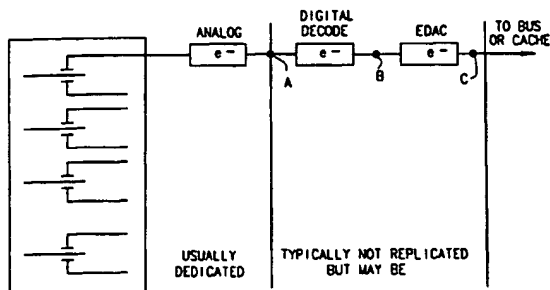 ANALOG
DIGITAL
DECODE
EDAC
TO BUS
OR CACHE
e−
e−
e−
A
B
C
USUALLY
DEDICATED
TYPICALLY NOT REPLICATED
BUT MAY BE